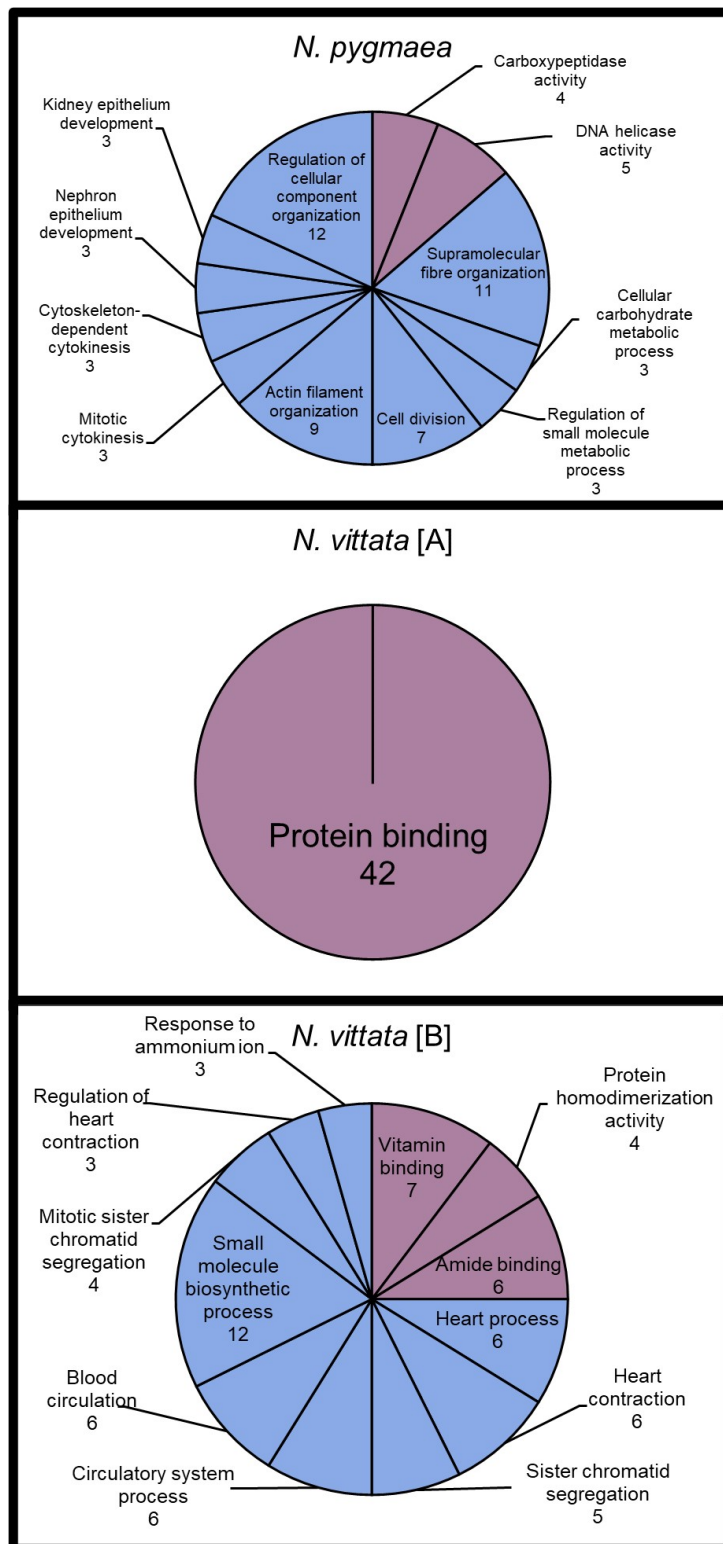 N. pygmaea
Carboxypeptidase
activity
4
DNA helicase
activity
5
Supramolecular
fibre organization
11
Cellular
carbohydrate
metabolic
process
3
Regulation of
small molecule
metabolic
process
3
Cell division
7
Actin filament
organization
9
Mitotic
cytokinesis
3
Cytoskeleton-
dependent
cytokinesis
3
Nephron
epithelium
development
3
Kidney epithelium
development
3
Regulation of
cellular
component
organization
12
N. vittata [A]
Protein binding
42
N. vittata [B]
Vitamin
binding
7
Protein
homodimerization
activity
4
Amide binding
6
Heart process
6
Heart
contraction
6
Sister chromatid
segregation
5
Circulatory system
process
6
Blood
circulation
6
Small
molecule
biosynthetic
process
12
Mitotic sister
chromatid
segregation
4
Regulation of
heart
contraction
3
Response to
ammonium ion
3